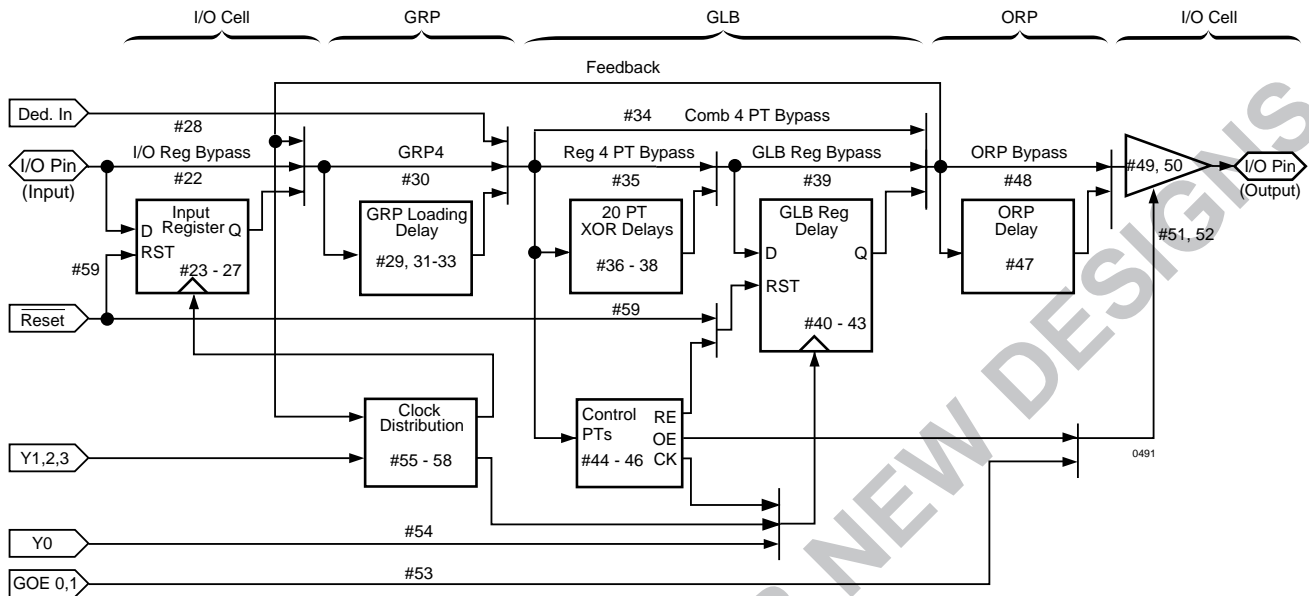 I/O Cell GRP GLB ORP I/O Cell
Feedback
Ded. In
#28
#34 Comb 4 PT Bypass
I/O Pin
(Input)
I/O Reg Bypass
#22
GRP4
#30
Reg 4 PT Bypass
#35
GLB Reg Bypass
#39
ORP Bypass
#48
#49, 50
I/O Pin
(Output)
#51, 52
Input
Register
D
Q
RST
#23 - 27
#59
GRP Loading
Delay
#29, 31-33
20 PT
XOR Delays
#36 - 38
GLB Reg
Delay
D
Q
RST
#40 - 43
ORP
Delay
#47
Reset
#59
Clock
Distribution
#55 - 58
Control
PTs
#44 - 46
RE
OE
CK
0491
Y1,2,3
Y0
#54
GOE 0,1
#53
NEW DESIGNS